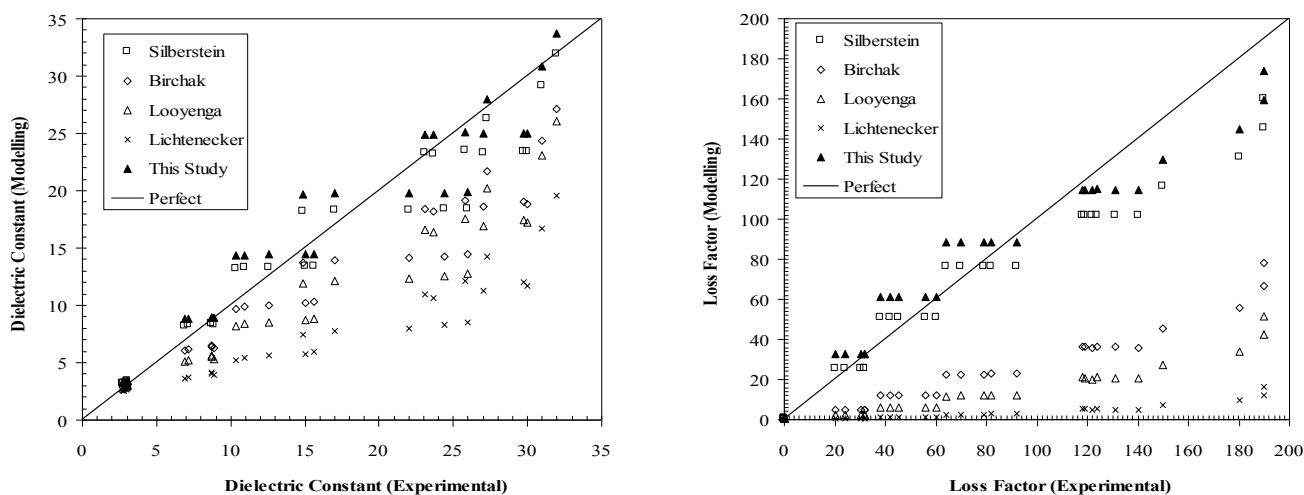 Dielectric Constant (Modelling)
35
30
25
20
15
10
5
0
Silberstein
Birchak
Looyenga
Lichtenecker
This Study
Perfect
0 5 10 15 20 25 30 35
Dielectric Constant (Experimental)
Loss Factor (Modelling)
200
180
160
140
120
100
80
60
40
20
0
Silberstein
Birchak
Looyenga
Lichtenecker
This Study
Perfect
0 20 40 60 80 100 120 140 160 180 200
Loss Factor (Experimental)